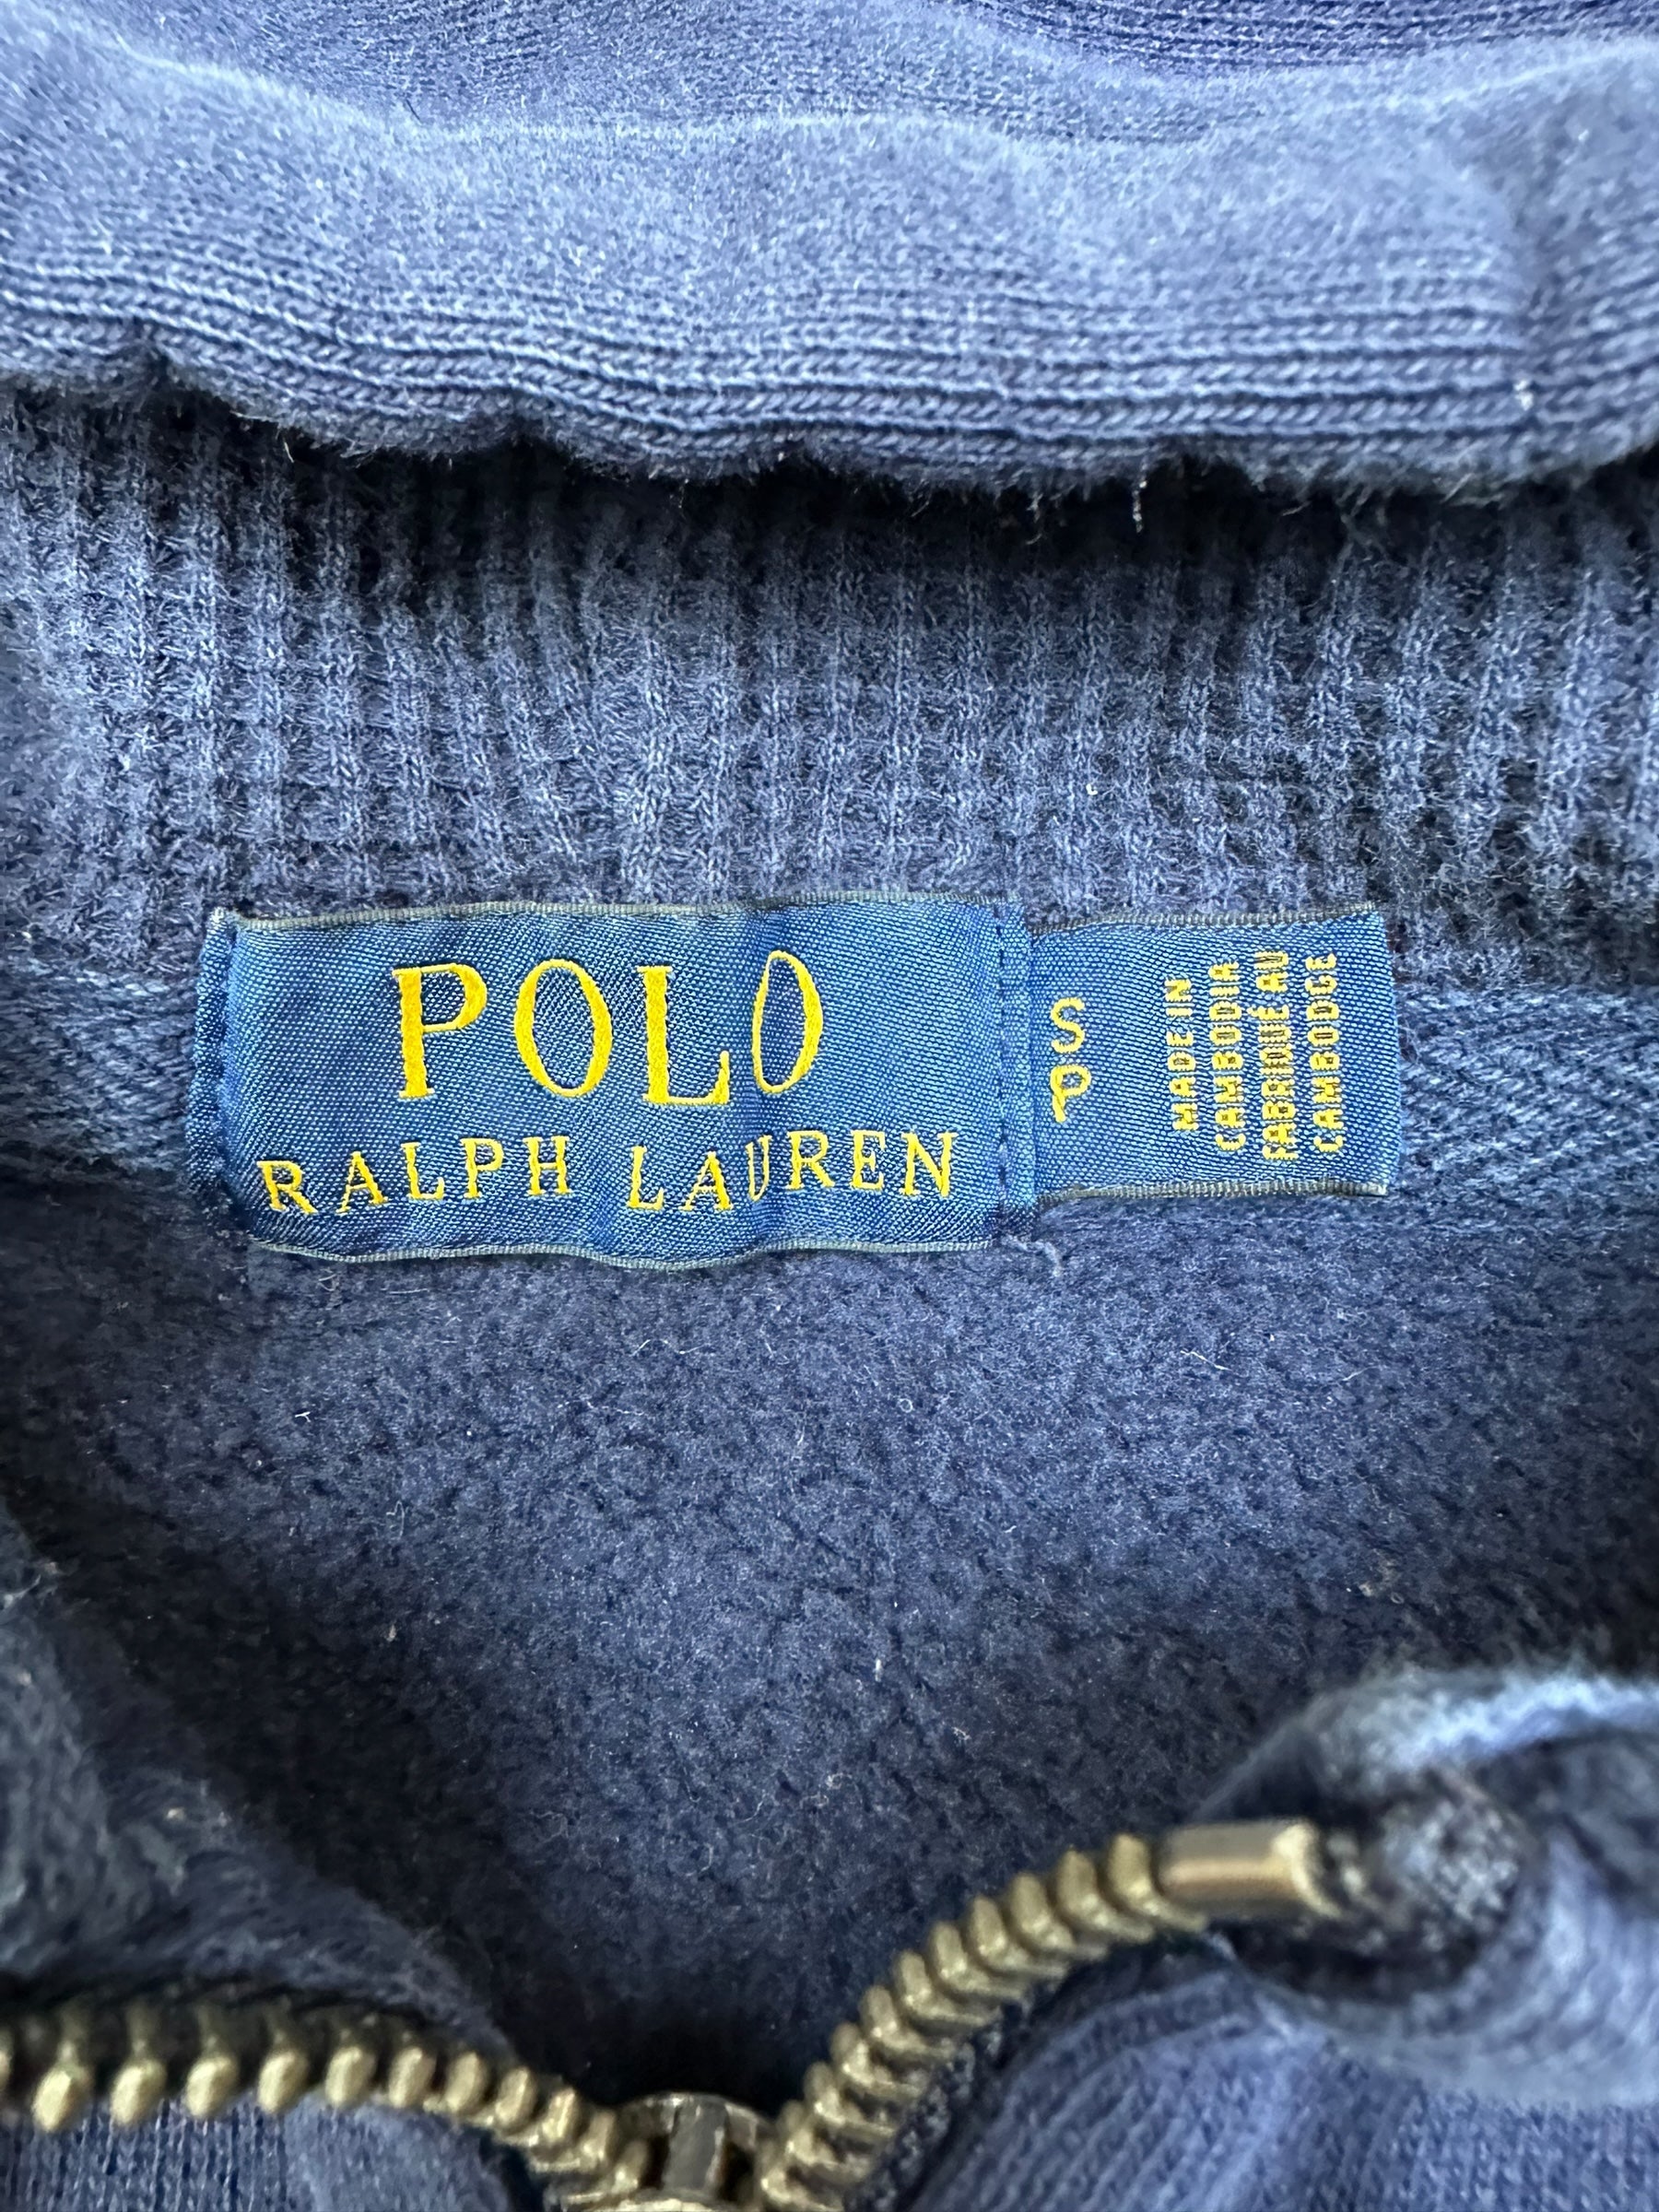 POLO
RALPH LAUREN
S
P
MADE IN
CAMBODIA
FABRIQUÉ AU
CAMBODGE